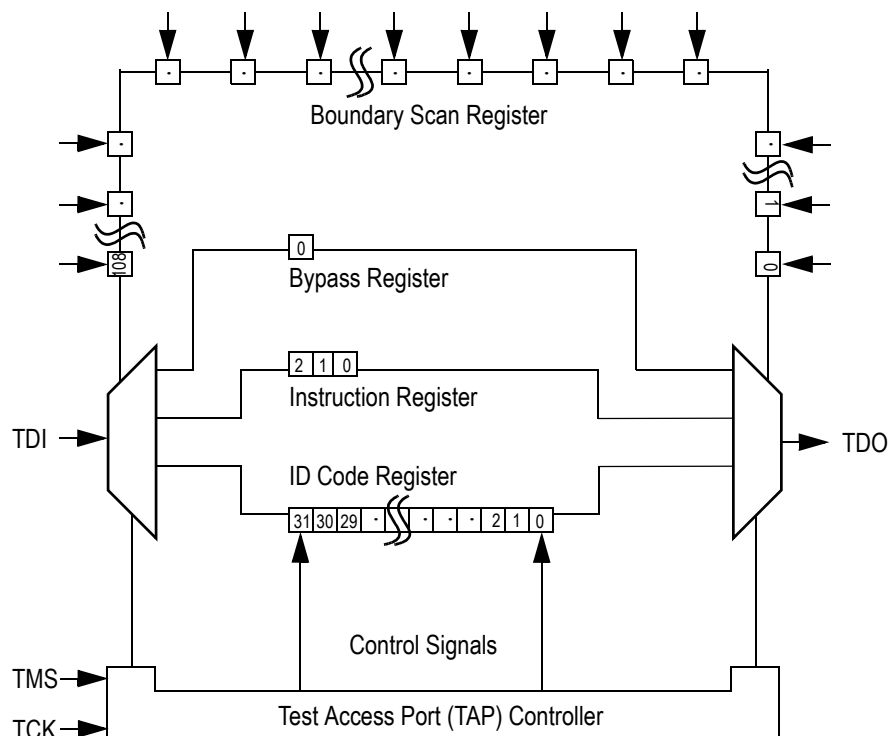 Boundary Scan Register
1
108
0
0
Bypass Register
2 1 0
Instruction Register
TDI
TDO
ID Code Register
31 30 29 · · · · · 2 1 0
Control Signals
TMS
Test Access Port (TAP) Controller
TCK